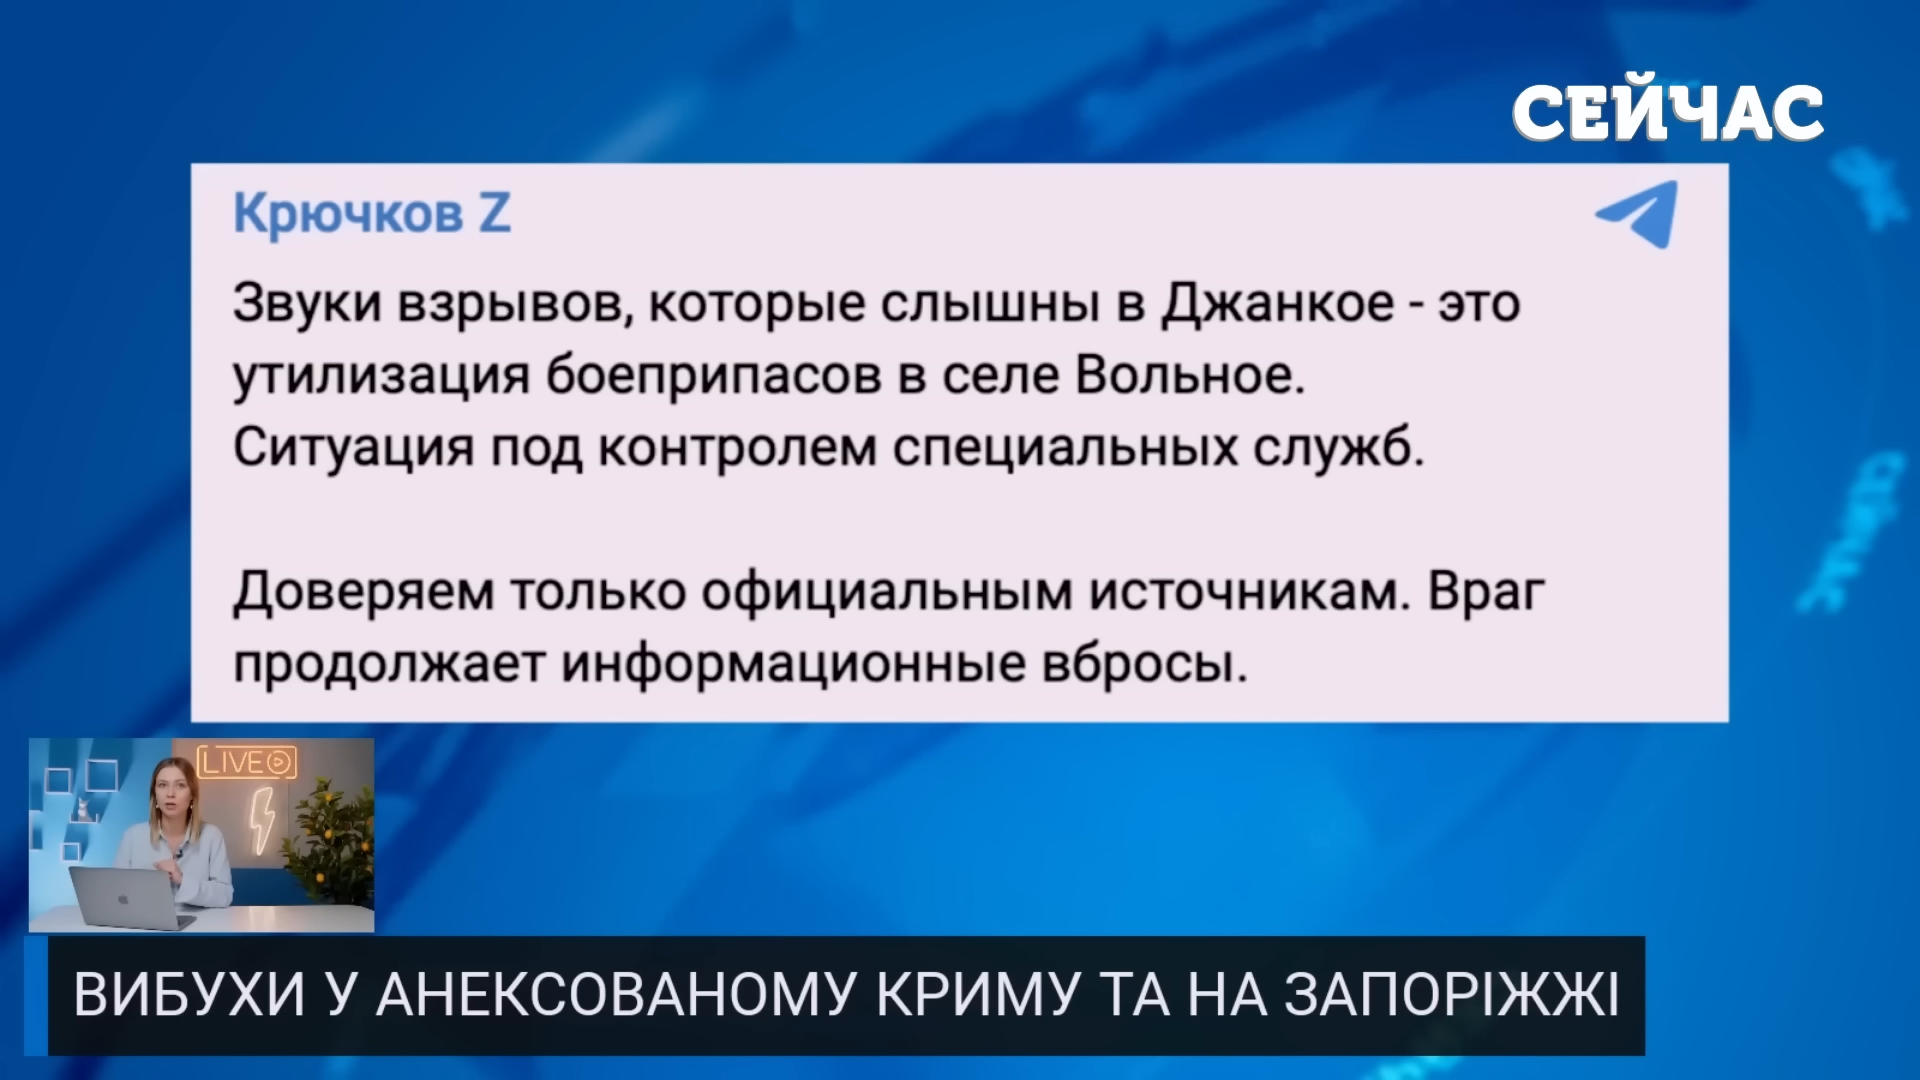 СЕЙЧАС
Крючков Z
Звуки взрывов, которые слышны в Джанкое - это
утилизация боеприпасов в селе Вольное.
Ситуация под контролем специальных служб.
Доверяем только официальным источникам. Враг
продолжает информационные вбросы.
LIVE
ВИБУХИ У АНЕКСОВАНОМУ КРИМУ ТА НА ЗАПОРІЖЖІ